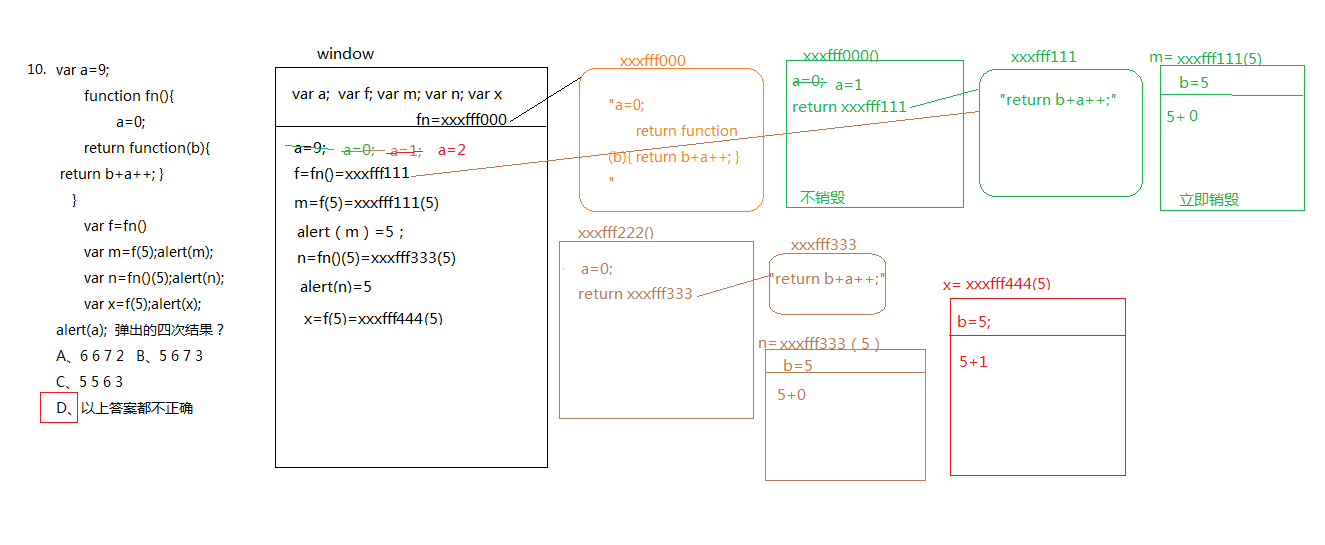 10. var a=9;
function fn(){
a=0;
return function(b){
return b+a++; }
}
var f=fn()
var m=f(5);alert(m);
var n=fn()(5);alert(n);
var x=f(5);alert(x);
alert(a); 弹出的四次结果？
A、6 6 7 2 B、5 6 7 3
C、5 5 6 3
D、以上答案都不正确
window
var a; var f; var m; var n; var x
fn=xxxfff000
a=9; a=0; a=1; a=2
f=fn()=xxxfff111
m=f(5)=xxxfff111(5)
alert（m）=5；
n=fn()(5)=xxxfff333(5)
alert(n)=5
x=f(5)=xxxfff444(5)
xxxfff000
"a=0;
return function
(b){ return b+a++; }
"
xxxfff000()
a=0; a=1
return xxxfff111
不销毁
xxxfff111
"return b+a++;"
m= xxxfff111(5)
b=5
5+ 0
立即销毁
xxxfff222()
a=0;
return xxxfff333
xxxfff333
"return b+a++;"
n= xxxfff333（5）
b=5
5+0
x= xxxfff444(5)
b=5;
5+1